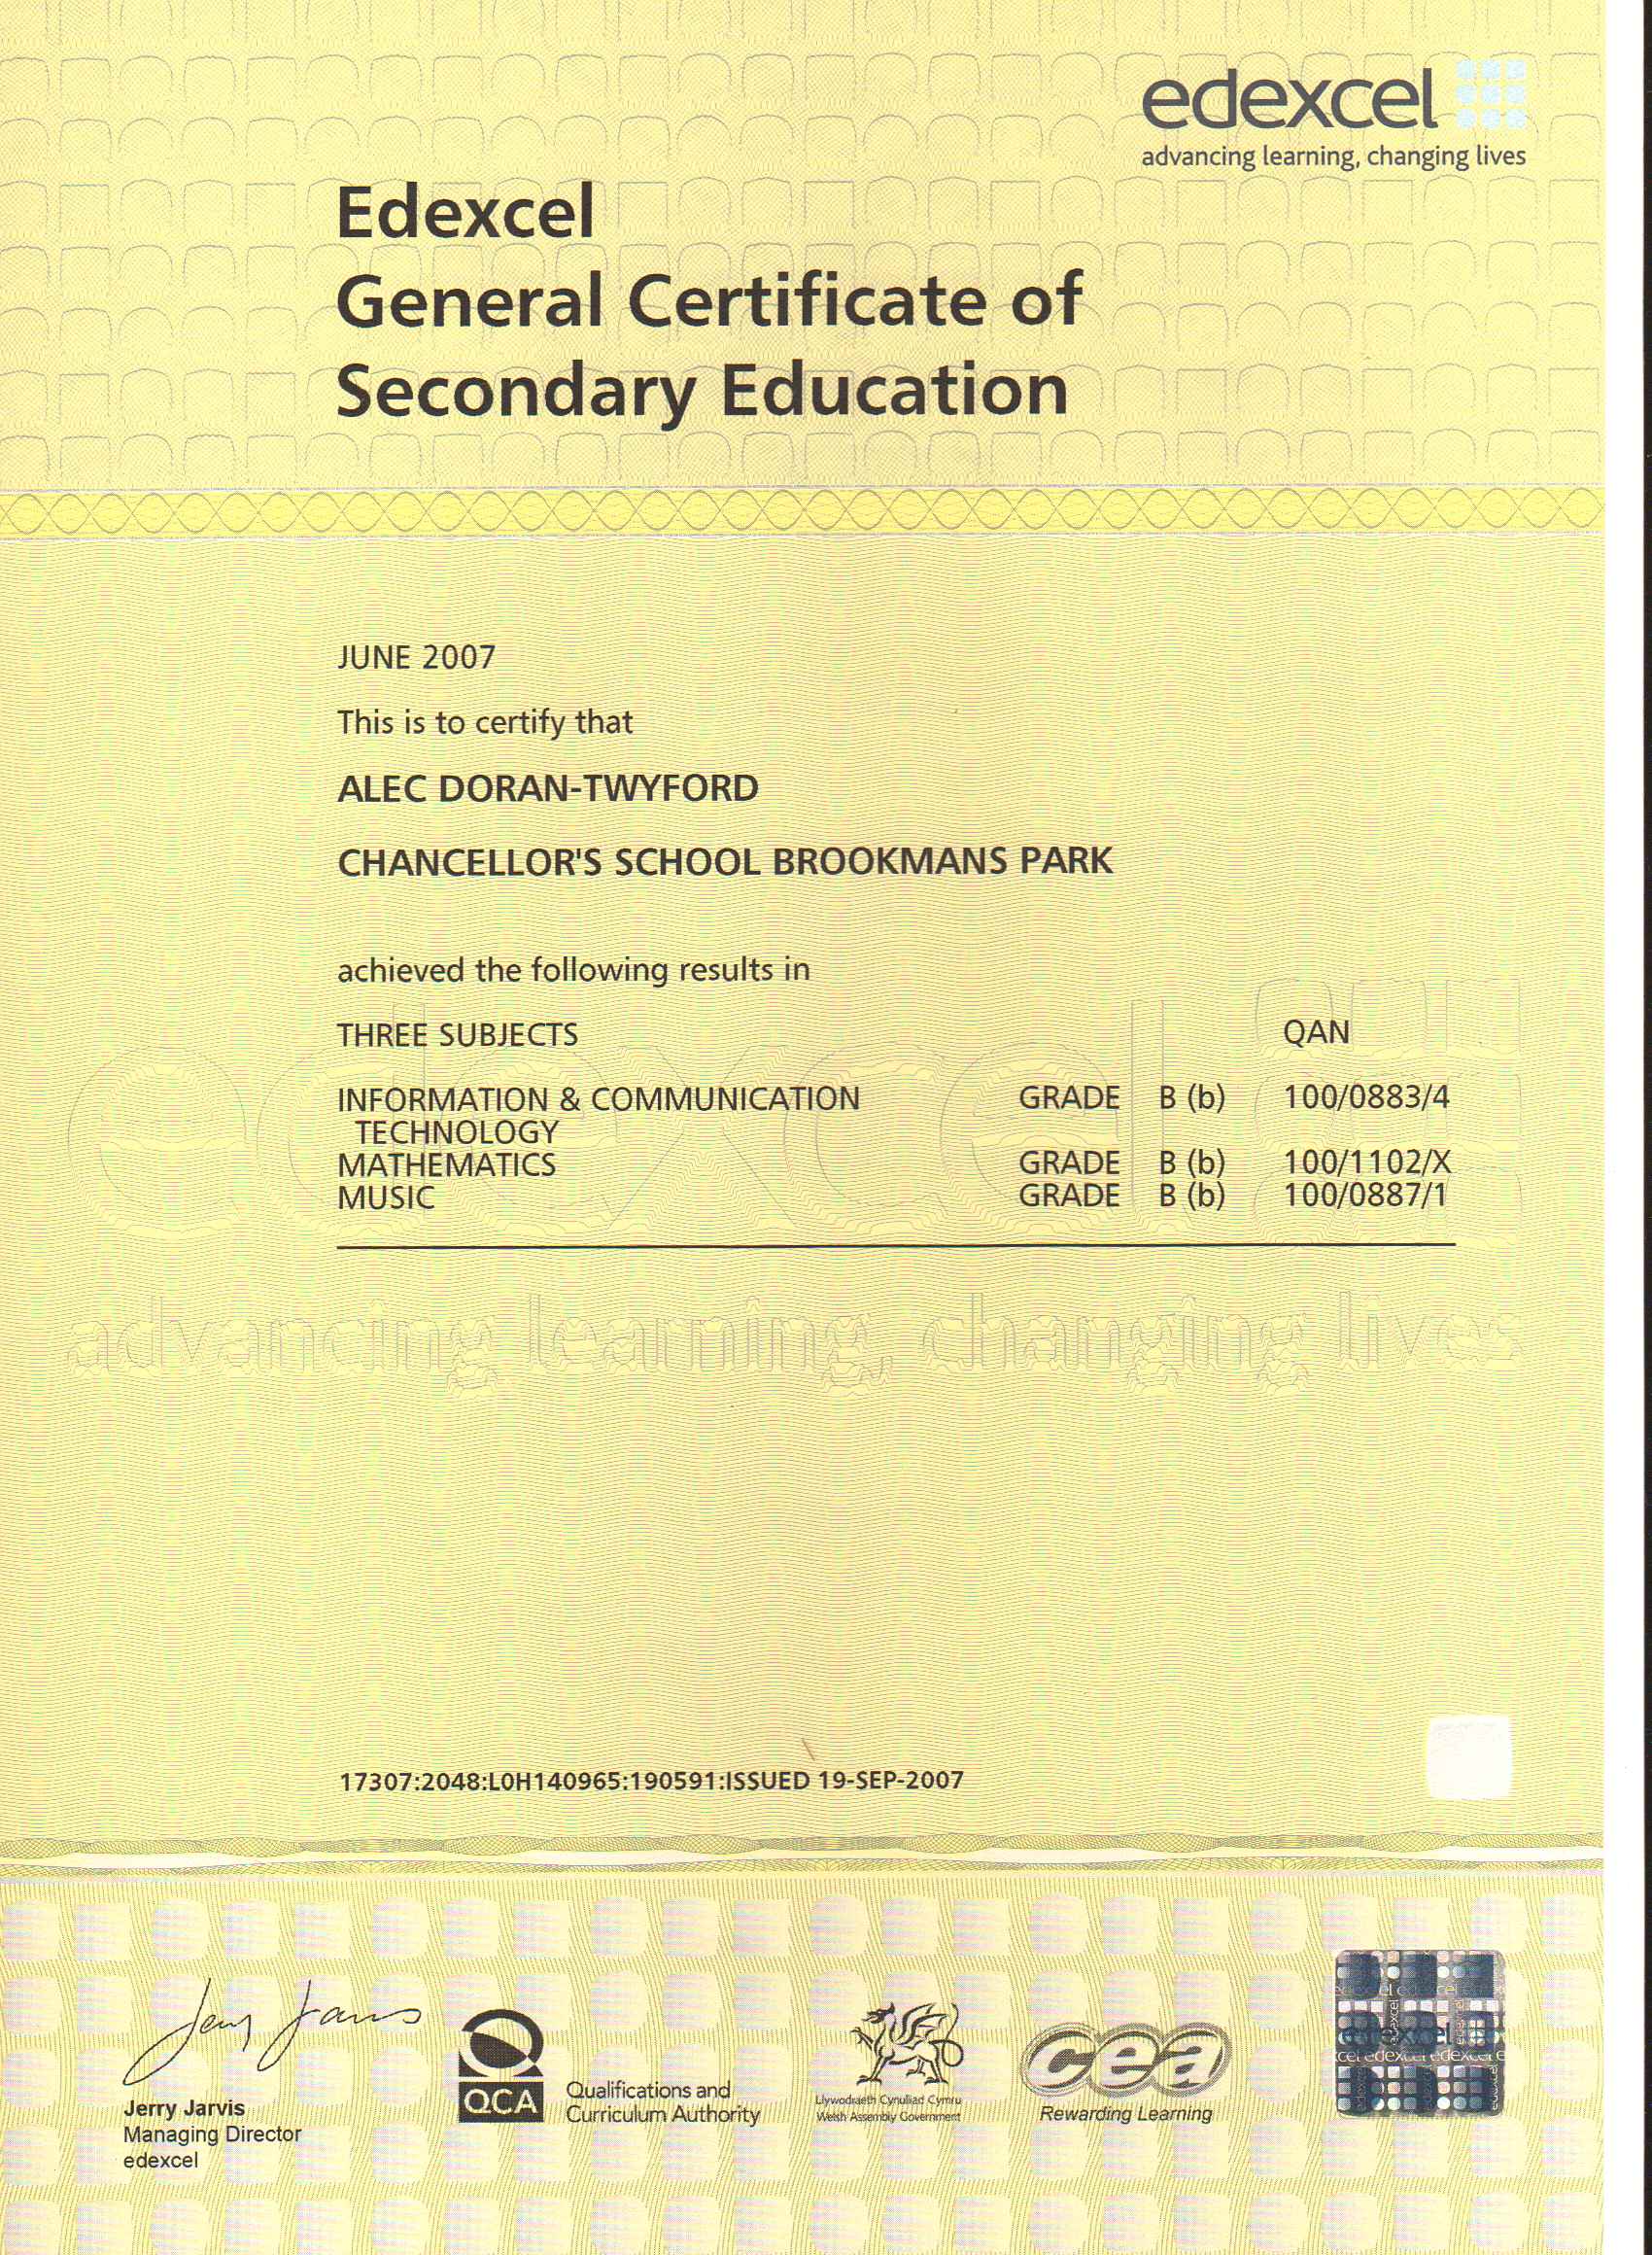 edexcel
advancing learning, changing lives
Edexcel
General Certificate of
Secondary Education
JUNE 2007
This is to certify that
ALEC DORAN-TWYFORD
CHANCELLOR'S SCHOOL BROOKMANS PARK
achieved the following results in
THREE SUBJECTS QAN
INFORMATION & COMMUNICATION GRADE B (b) 100/0883/4
TECHNOLOGY
MATHEMATICS GRADE B (b) 100/1102/X
MUSIC GRADE B (b) 100/0887/1
edexcel
advancing learning, changing lives
17307:2048:L0H140965:190591:ISSUED 19-SEP-2007
Jerry Jarvis
Jerry Jarvis
Managing Director
edexcel
QCA
Qualifications and
Curriculum Authority
Llywodraeth Cynulliad Cymru
Welsh Assembly Government
cea
Rewarding Learning
edexcel